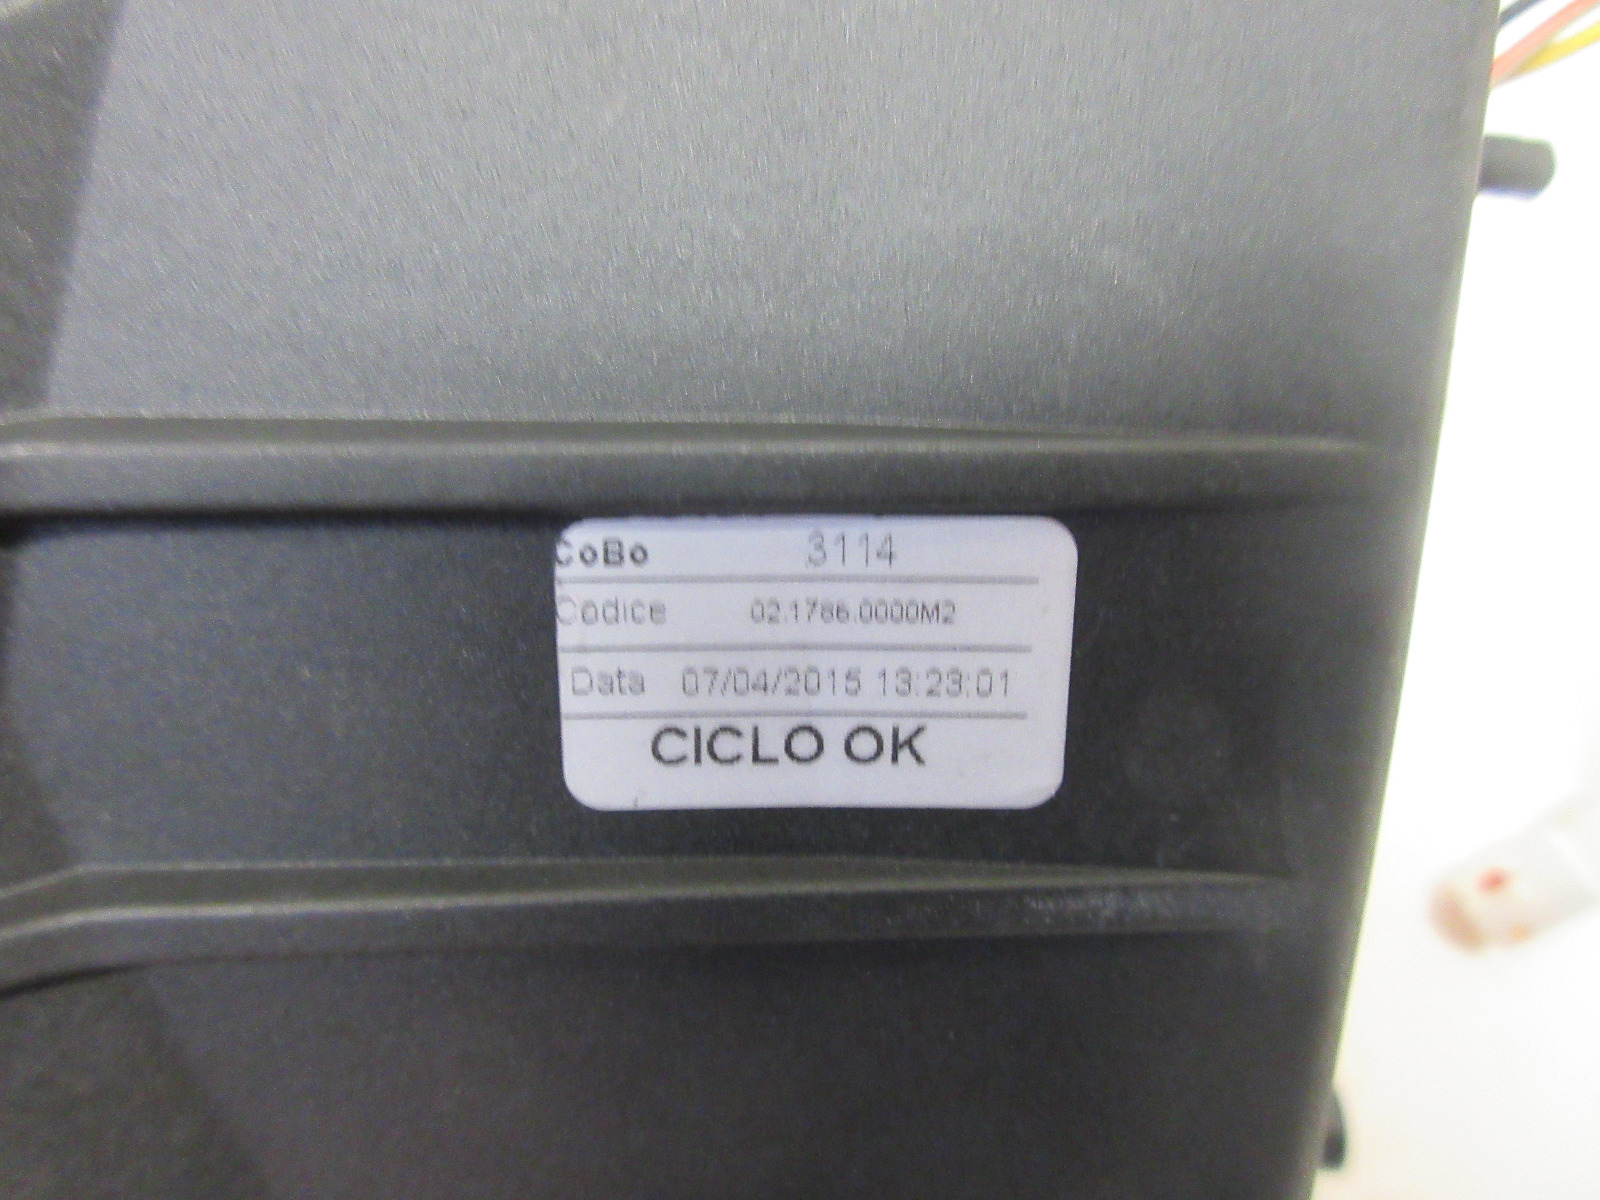 CoBo 3114
Codice 02.1786.0000M2
Data 07/04/2015 13:23:01
CICLO OK